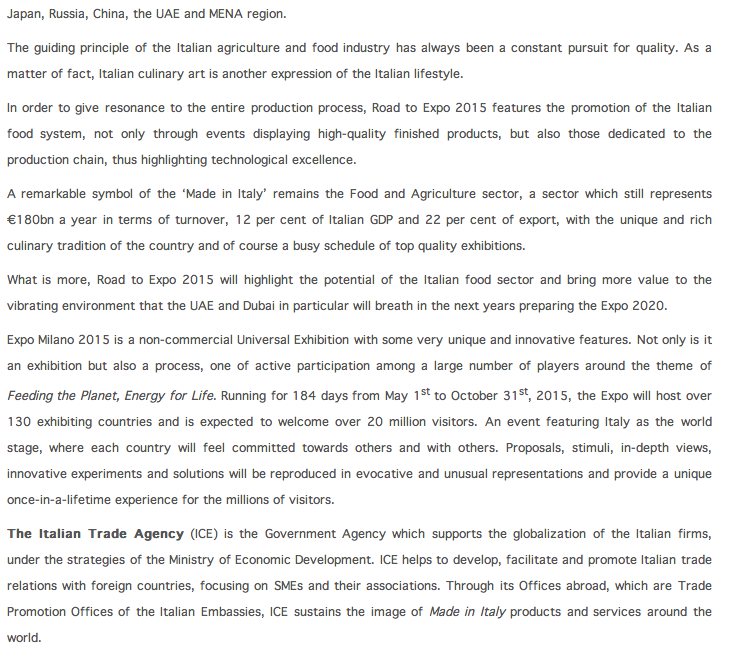 Japan, Russia, China, the UAE and MENA region.
The guiding principle of the Italian agriculture and food industry has always been a constant pursuit for quality. As a
matter of fact, Italian culinary art is another expression of the Italian lifestyle.
In order to give resonance to the entire production process, Road to Expo 2015 features the promotion of the Italian
food system, not only through events displaying high-quality finished products, but also those dedicated to the
production chain, thus highlighting technological excellence.
A remarkable symbol of the ‘Made in Italy’ remains the Food and Agriculture sector, a sector which still represents
€180bn a year in terms of turnover, 12 per cent of Italian GDP and 22 per cent of export, with the unique and rich
culinary tradition of the country and of course a busy schedule of top quality exhibitions.
What is more, Road to Expo 2015 will highlight the potential of the Italian food sector and bring more value to the
vibrating environment that the UAE and Dubai in particular will breath in the next years preparing the Expo 2020.
Expo Milano 2015 is a non-commercial Universal Exhibition with some very unique and innovative features. Not only is it
an exhibition but also a process, one of active participation among a large number of players around the theme of
Feeding the Planet, Energy for Life. Running for 184 days from May 1st to October 31st, 2015, the Expo will host over
130 exhibiting countries and is expected to welcome over 20 million visitors. An event featuring Italy as the world
stage, where each country will feel committed towards others and with others. Proposals, stimuli, in-depth views,
innovative experiments and solutions will be reproduced in evocative and unusual representations and provide a unique
once-in-a-lifetime experience for the millions of visitors.
The Italian Trade Agency (ICE) is the Government Agency which supports the globalization of the Italian firms,
under the strategies of the Ministry of Economic Development. ICE helps to develop, facilitate and promote Italian trade
relations with foreign countries, focusing on SMEs and their associations. Through its Offices abroad, which are Trade
Promotion Offices of the Italian Embassies, ICE sustains the image of Made in Italy products and services around the
world.